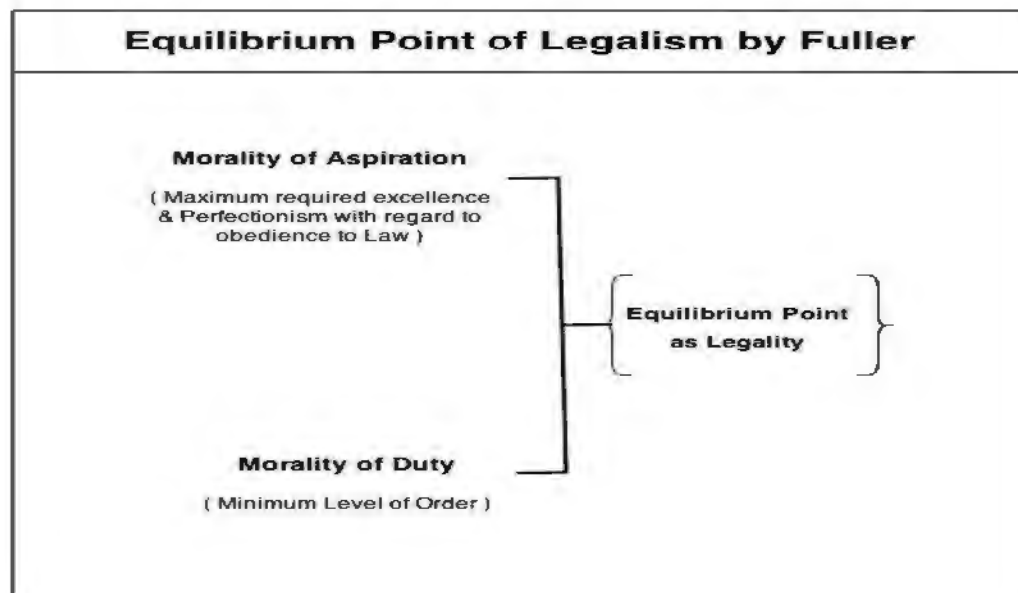 Equilibrium Point of Legalism by Fuller
Morality of Aspiration
( Maximum required excellence
& Perfectionism with regard to
obedience to Law )
Equilibrium Point
as Legality
Morality of Duty
( Minimum Level of Order )